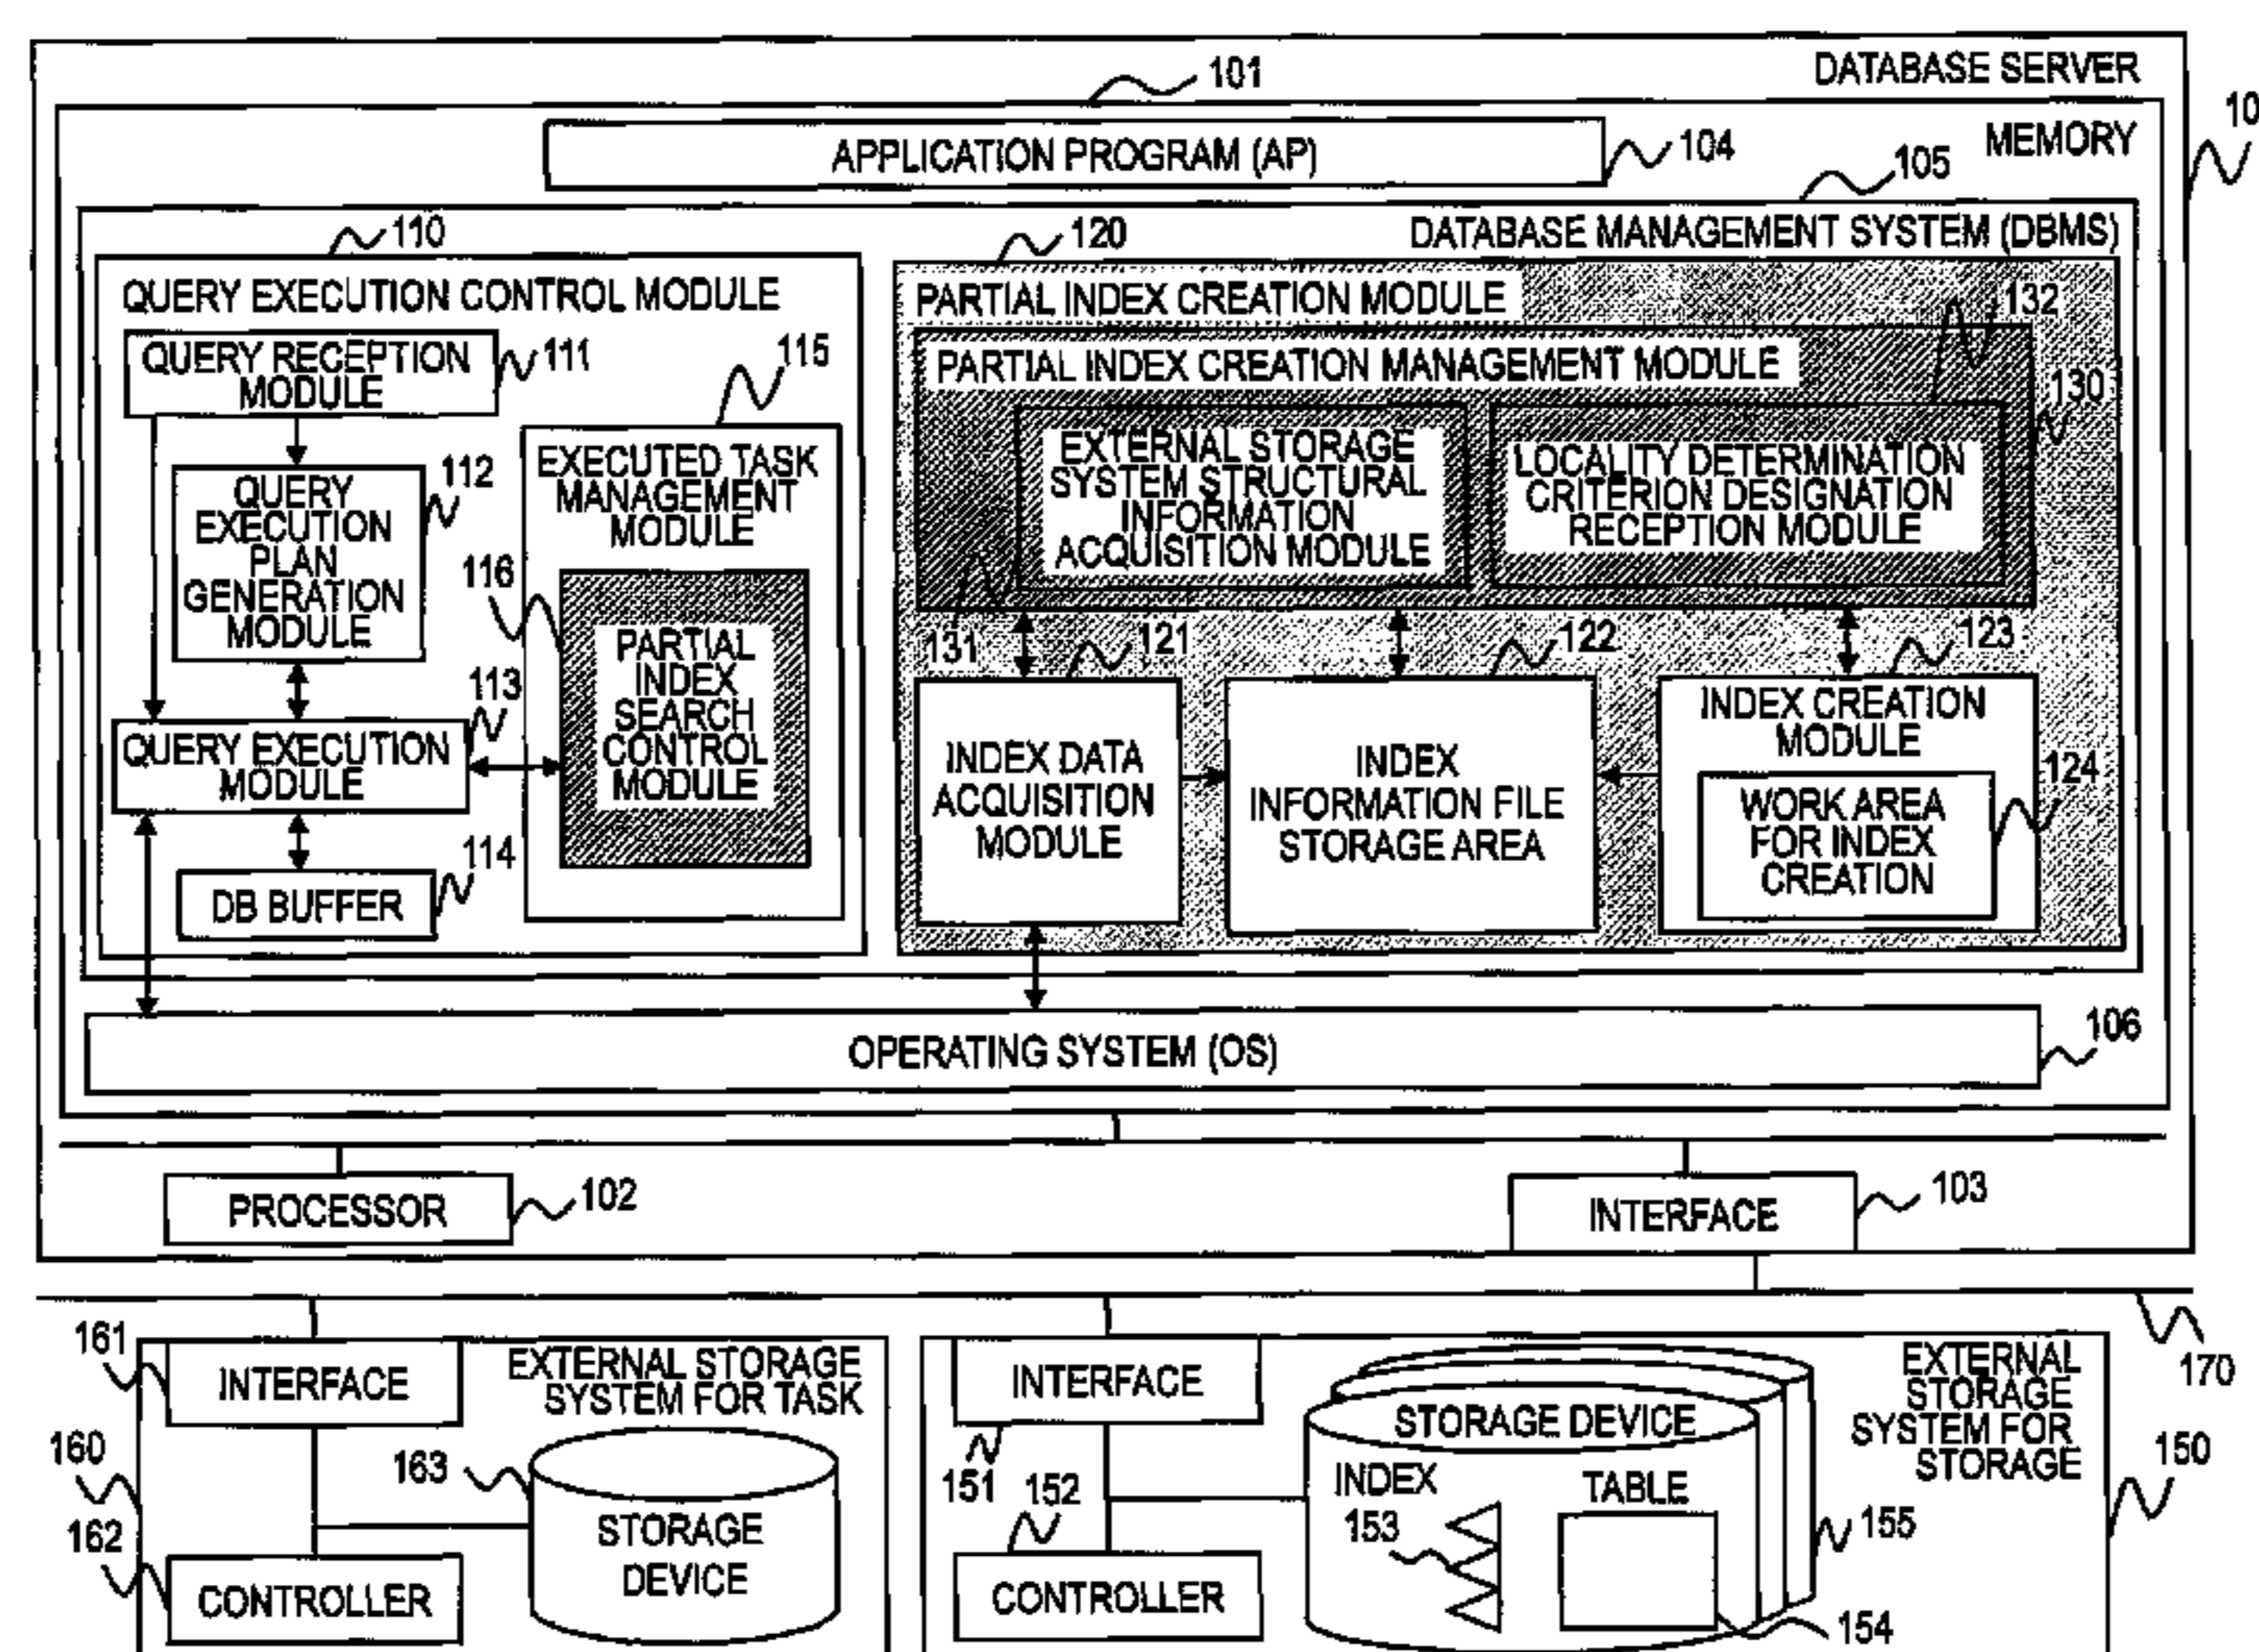 DATABASE SERVER
101
10
MEMORY
APPLICATION PROGRAM (AP)
104
105
DATABASE MANAGEMENT SYSTEM (DBMS)
110
QUERY EXECUTION CONTROL MODULE
QUERY RECEPTION
MODULE
111
112
QUERY
EXECUTION
PLAN
GENERATION
MODULE
113
QUERY EXECUTION
MODULE
114
DB BUFFER
115
EXECUTED TASK
MANAGEMENT
MODULE
116
PARTIAL
INDEX
SEARCH
CONTROL
MODULE
120
PARTIAL INDEX CREATION MODULE
132
PARTIAL INDEX CREATION MANAGEMENT MODULE
130
EXTERNAL STORAGE
SYSTEM STRUCTURAL
INFORMATION
ACQUISITION MODULE
LOCALITY DETERMINATION
CRITERION DESIGNATION
RECEPTION MODULE
131
121
122
123
INDEX DATA
ACQUISITION
MODULE
INDEX
INFORMATION FILE
STORAGE AREA
INDEX CREATION
MODULE
124
WORK AREA
FOR INDEX
CREATION
OPERATING SYSTEM (OS)
106
PROCESSOR
102
INTERFACE
103
170
161
INTERFACE
EXTERNAL STORAGE
SYSTEM FOR TASK
160
163
STORAGE
DEVICE
162
CONTROLLER
INTERFACE
151
152
CONTROLLER
STORAGE DEVICE
INDEX
153
TABLE
154
155
EXTERNAL
STORAGE
SYSTEM FOR
STORAGE
150